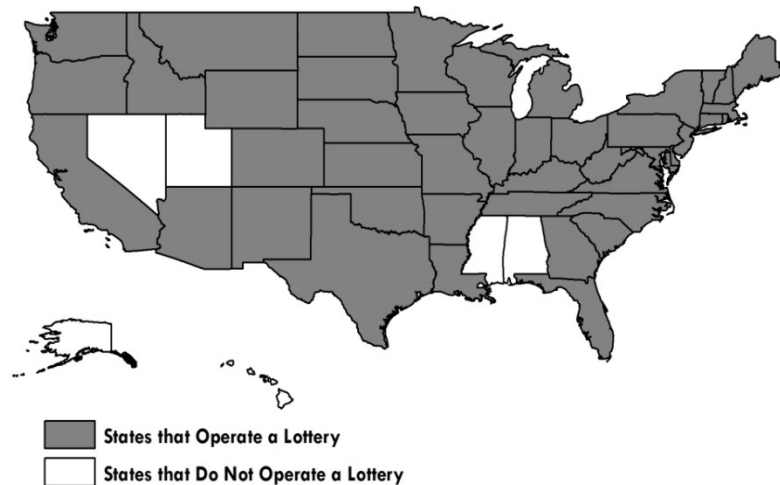 States that Operate a Lottery
States that Do Not Operate a Lottery